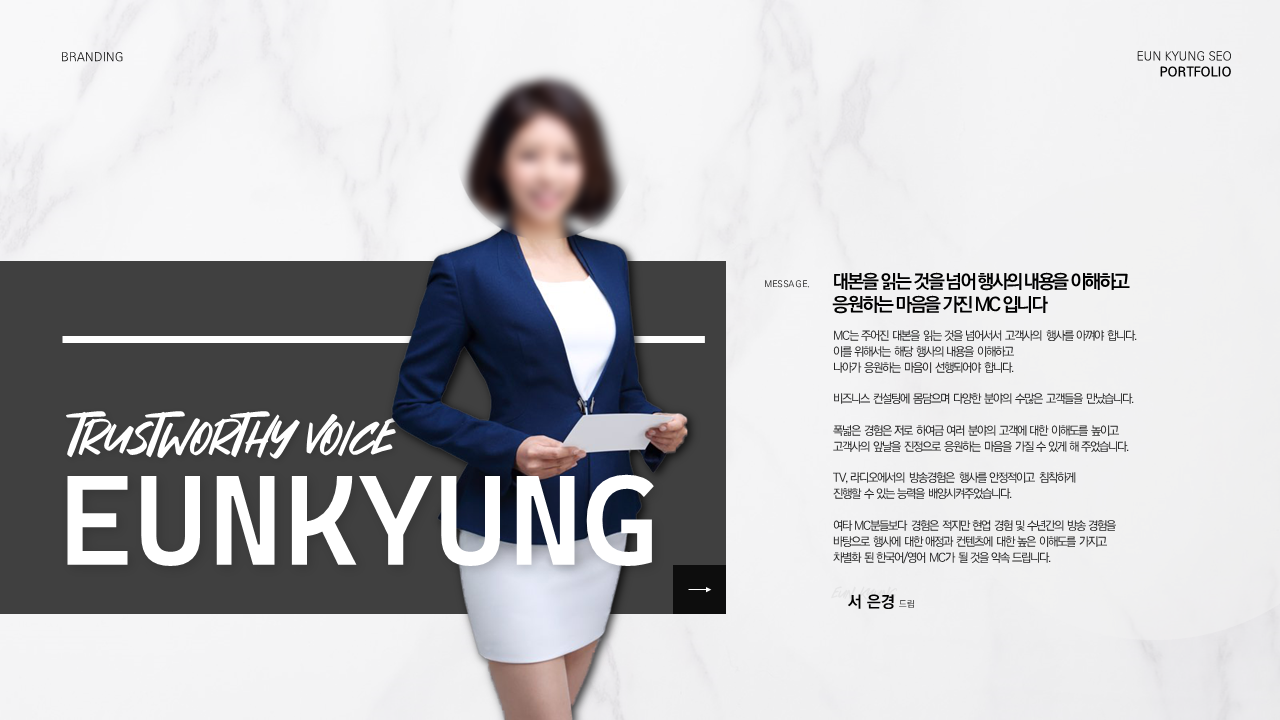 BRANDING
EUN KYUNG SEO
PORTFOLIO
TRUSTWORTHY VOICE
EUNKYUNG
MESSAGE.
대본을 읽는 것을 넘어 행사의 내용을 이해하고
응원하는 마음을 가진 MC 입니다
MC는 주어진 대본을 읽는 것을 넘어서서 고객사의 행사를 아껴야 합니다.
이를 위해서는 해당 행사의 내용을 이해하고
나아가 응원하는 마음이 선행되어야 합니다.
비즈니스 컨설팅에 몸담으며 다양한 분야의 수많은 고객들을 만났습니다.
폭넓은 경험은 저로 하여금 여러 분야의 고객에 대한 이해도를 높이고
고객사의 앞날을 진정으로 응원하는 마음을 가질 수 있게 해 주었습니다.
TV, 라디오에서의 방송경험은 행사를 안정적이고 침착하게
진행할 수 있는 능력을 배양시켜주었습니다.
여타 MC분들보다 경험은 적지만 현업 경험 및 수년간의 방송 경험을
바탕으로 행사에 대한 애정과 컨텐츠에 대한 높은 이해도를 가지고
차별화 된 한국어/영어 MC가 될 것을 약속 드립니다.
서 은경 드림